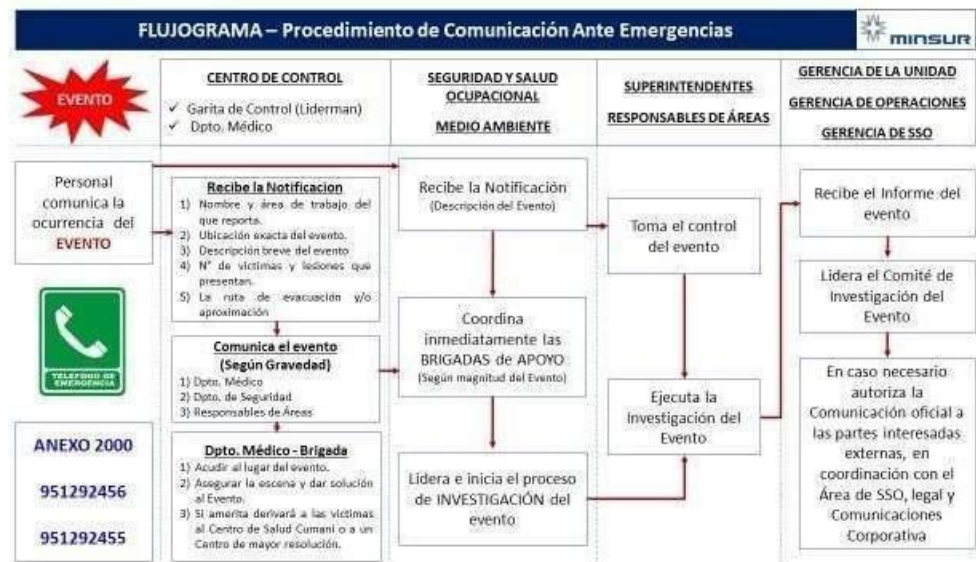 FLUJOGRAMA – Procedimiento de Comunicación Ante Emergencias
MINSUR
EVENTO
CENTRO DE CONTROL
✓ Garita de Control (Liderman)
✓ Dpto. Médico
SEGURIDAD Y SALUD
OCUPACIONAL
MEDIO AMBIENTE
SUPERINTENDENTES
RESPONSABLES DE ÁREAS
GERENCIA DE LA UNIDAD
GERENCIA DE OPERACIONES
GERENCIA DE SSO
Personal
comunica la
ocurrencia del
EVENTO
TELEFONO DE
EMERGENCIA
ANEXO 2000
951292456
951292455
Recibe la Notificacion
1) Nombre y área de trabajo del
que reporta.
2) Ubicación exacta del evento.
3) Descripción breve del evento
4) N° de victimas y lesiones que
presentan.
5) La ruta de evacuación y/o
aproximación
Comunica el evento
(Según Gravedad)
1) Dpto. Médico
2) Dpto. de Seguridad
3) Responsables de Áreas
Dpto. Médico - Brigada
1) Acudir al lugar del evento.
2) Asegurar la escena y dar solución
al Evento.
3) Si amerita derivará a las victimas
al Centro de Salud Cumani o a un
Centro de mayor resolución.
Recibe la Notificación
(Descripción del Evento)
Coordina
inmediatamente las
BRIGADAS de APOYO
(Según magnitud del Evento)
Lidera e inicia el proceso
de INVESTIGACIÓN del
evento
Toma el control
del evento
Ejecuta la
Investigación del
Evento
Recibe el Informe del
evento
Lidera el Comité de
Investigación del
Evento
En caso necesario
autoriza la
Comunicación oficial a
las partes interesadas
externas, en
coordinación con el
Área de SSO, legal y
Comunicaciones
Corporativa